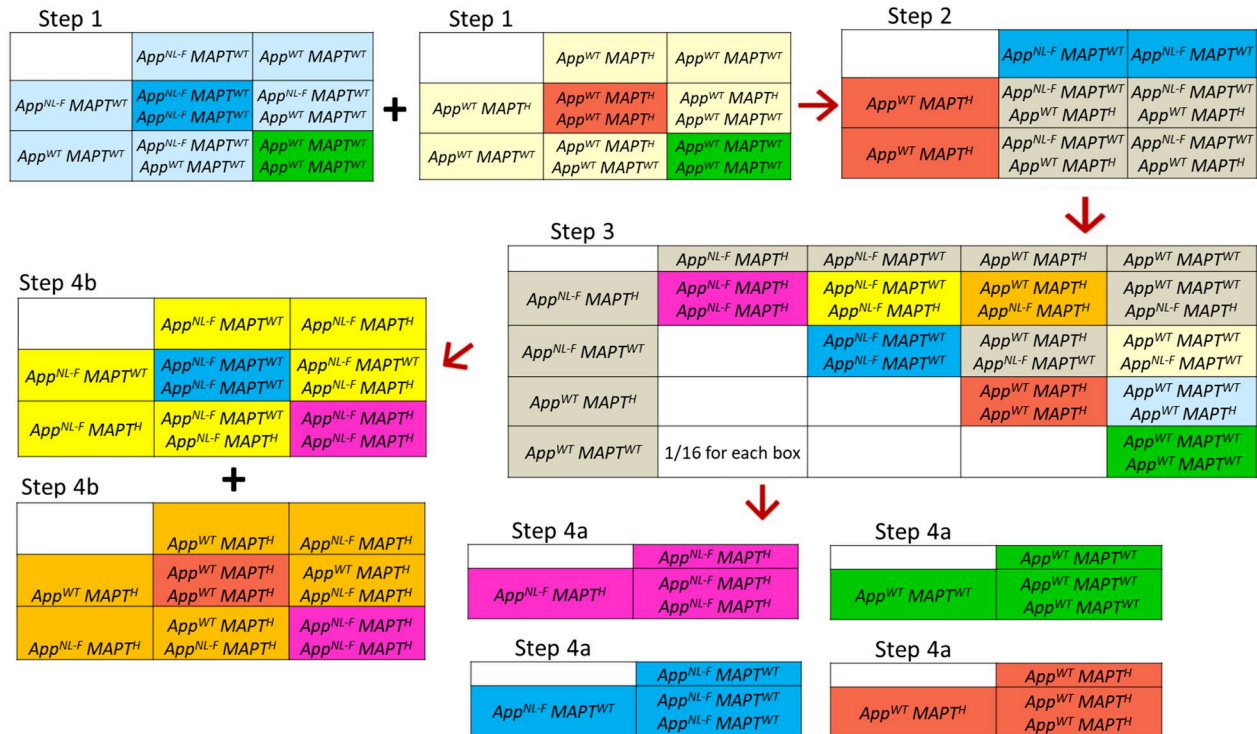 Step 1
App^NL-F MAPT^WT App^WT MAPT^WT
App^NL-F MAPT^WT App^NL-F MAPT^WT App^NL-F MAPT^WT
App^NL-F MAPT^WT App^WT MAPT^WT
App^WT MAPT^WT App^NL-F MAPT^WT App^WT MAPT^WT
App^WT MAPT^WT App^WT MAPT^WT
+
Step 1
App^WT MAPT^H App^WT MAPT^WT
App^WT MAPT^H App^WT MAPT^H App^WT MAPT^H
App^WT MAPT^H App^WT MAPT^WT
App^WT MAPT^WT App^WT MAPT^H App^WT MAPT^WT
App^WT MAPT^WT App^WT MAPT^WT
Step 2
App^NL-F MAPT^WT App^NL-F MAPT^WT
App^WT MAPT^H App^NL-F MAPT^WT App^NL-F MAPT^WT
App^WT MAPT^H App^WT MAPT^H
App^WT MAPT^H App^NL-F MAPT^WT App^NL-F MAPT^WT
App^WT MAPT^H App^WT MAPT^H
Step 3
App^NL-F MAPT^H App^NL-F MAPT^WT App^WT MAPT^H App^WT MAPT^WT
App^NL-F MAPT^H App^NL-F MAPT^H App^NL-F MAPT^WT App^WT MAPT^H App^WT MAPT^WT
App^NL-F MAPT^H App^NL-F MAPT^H App^NL-F MAPT^H App^NL-F MAPT^H
App^NL-F MAPT^WT App^NL-F MAPT^WT App^WT MAPT^H App^WT MAPT^WT
App^NL-F MAPT^WT App^NL-F MAPT^WT App^NL-F MAPT^WT
App^WT MAPT^H App^WT MAPT^H App^WT MAPT^WT
App^WT MAPT^H App^WT MAPT^H
App^WT MAPT^WT 1/16 for each box App^WT MAPT^WT
App^WT MAPT^WT
Step 4b
App^NL-F MAPT^WT App^NL-F MAPT^H
App^NL-F MAPT^WT App^NL-F MAPT^WT App^NL-F MAPT^WT
App^NL-F MAPT^WT App^NL-F MAPT^H
App^NL-F MAPT^H App^NL-F MAPT^WT App^NL-F MAPT^H
App^NL-F MAPT^H App^NL-F MAPT^H
+
Step 4b
App^WT MAPT^H App^NL-F MAPT^H
App^WT MAPT^H App^WT MAPT^H App^WT MAPT^H
App^WT MAPT^H App^NL-F MAPT^H
App^NL-F MAPT^H App^WT MAPT^H App^NL-F MAPT^H
App^NL-F MAPT^H App^NL-F MAPT^H
Step 4a
App^NL-F MAPT^H
App^NL-F MAPT^H App^NL-F MAPT^H
App^NL-F MAPT^H
Step 4a
App^WT MAPT^WT
App^WT MAPT^WT App^WT MAPT^WT
App^WT MAPT^WT
Step 4a
App^NL-F MAPT^WT
App^NL-F MAPT^WT App^NL-F MAPT^WT
App^NL-F MAPT^WT
Step 4a
App^WT MAPT^H
App^WT MAPT^H App^WT MAPT^H
App^WT MAPT^H